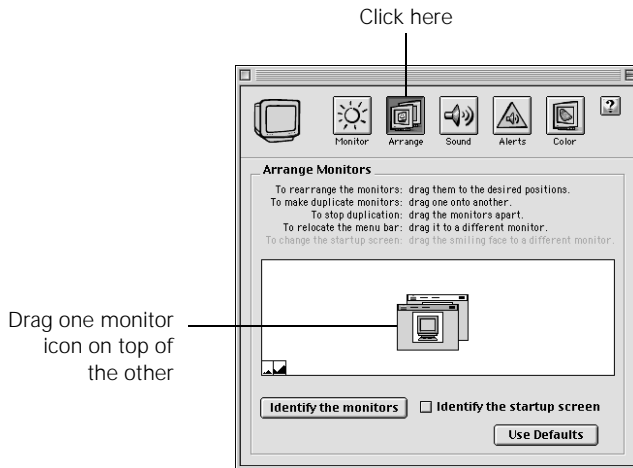 Click here
Monitor Arrange Sound Alerts Color ?
Arrange Monitors
To rearrange the monitors: drag them to the desired positions.
To make duplicate monitors: drag one onto another.
To stop duplication: drag the monitors apart.
To relocate the menu bar: drag it to a different monitor.
To change the startup screen: drag the smiling face to a different monitor.
Drag one monitor
icon on top of
the other
Identify the monitors Identify the startup screen
Use Defaults